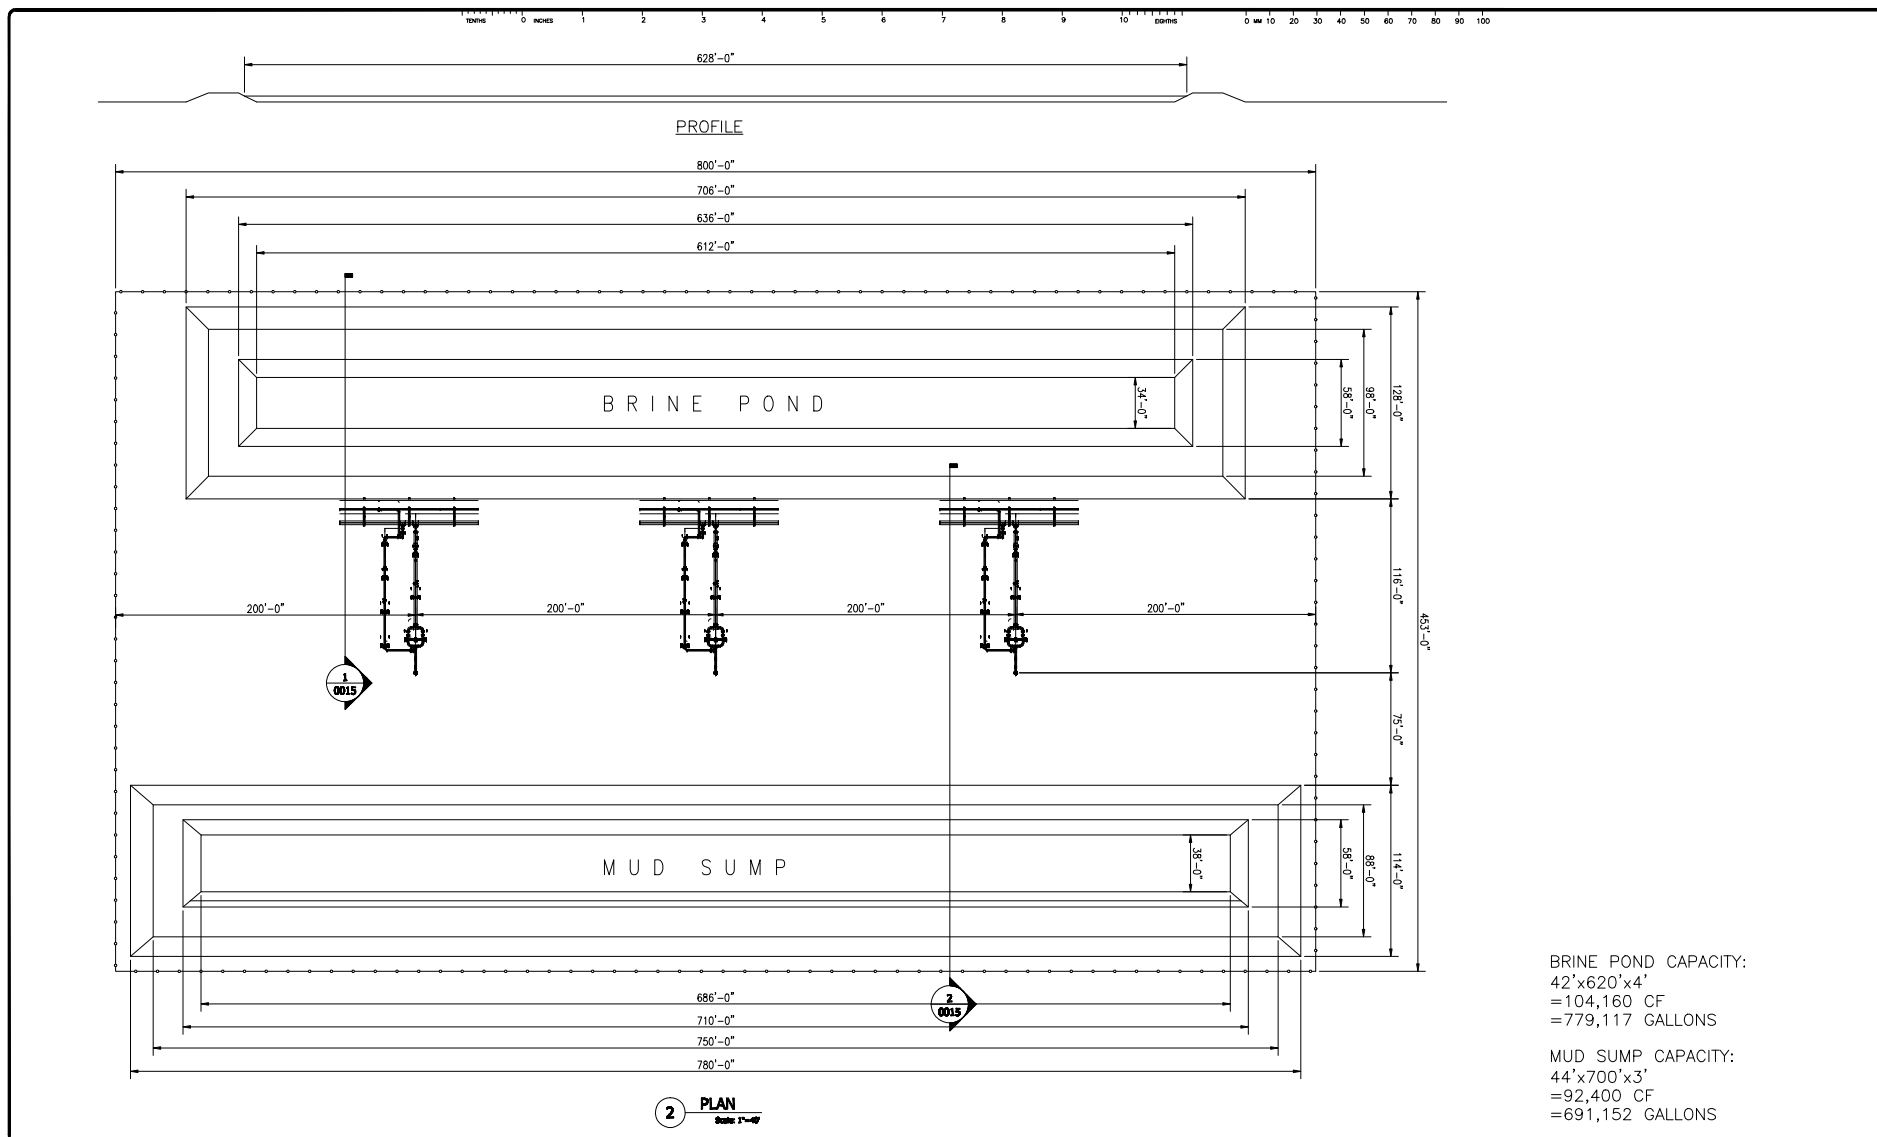 TENTHS 0 INCHES 1 2 3 4 5 6 7 8 9 10 EIGHTHS 0 MM 10 20 30 40 50 60 70 80 90 100
628'-0"
PROFILE
800'-0"
706'-0"
636'-0"
612'-0"
BRINE POND
34'-0"
58'-0"
98'-0"
128'-0"
116'-0"
200'-0" 200'-0" 200'-0" 200'-0"
453'-0"
1
0015
75'-0"
MUD SUMP
38'-0"
58'-0"
88'-0"
114'-0"
686'-0"
2
0015
710'-0"
750'-0"
780'-0"
2 PLAN
Scale: 1"=40'
BRINE POND CAPACITY:
42'x620'x4'
=104,160 CF
=779,117 GALLONS
MUD SUMP CAPACITY:
44'x700'x3'
=92,400 CF
=691,152 GALLONS